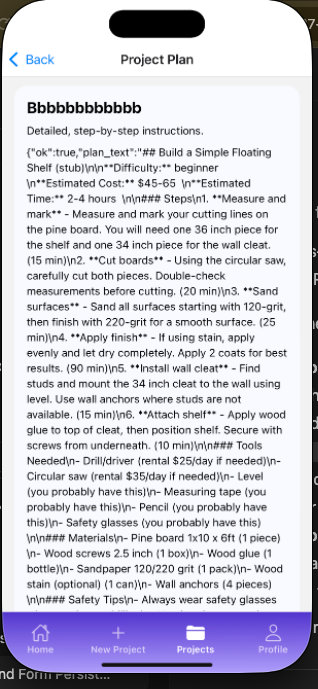 Back
Project Plan
Bbbbbbbbbbbb
Detailed, step-by-step instructions.
{"ok":true,"plan_text":"## Build a Simple Floating
Shelf (stub)\n\n**Difficulty:** beginner
\n**Estimated Cost:** $45-65 \n**Estimated
Time:** 2-4 hours \n\n### Steps\n1. **Measure and
mark** - Measure and mark your cutting lines on
the pine board. You will need one 36 inch piece for
the shelf and one 34 inch piece for the wall cleat.
(15 min)\n2. **Cut boards** - Using the circular saw,
carefully cut both pieces. Double-check
measurements before cutting. (20 min)\n3. **Sand
surfaces** - Sand all surfaces starting with 120-grit,
then finish with 220-grit for a smooth surface. (25
min)\n4. **Apply finish** - If using stain, apply
evenly and let dry completely. Apply 2 coats for best
results. (90 min)\n5. **Install wall cleat** - Find
studs and mount the 34 inch cleat to the wall using
level. Use wall anchors where studs are not
available. (15 min)\n6. **Attach shelf** - Apply wood
glue to top of cleat, then position shelf. Secure with
screws from underneath. (10 min)\n\n### Tools
Needed\n- Drill/driver (rental $25/day if needed)\n-
Circular saw (rental $35/day if needed)\n- Level
(you probably have this)\n- Measuring tape (you
probably have this)\n- Pencil (you probably have
this)\n- Safety glasses (you probably have this)
\n\n### Materials\n- Pine board 1x10 x 6ft (1 piece)
\n- Wood screws 2.5 inch (1 box)\n- Wood glue (1
bottle)\n- Sandpaper 120/220 grit (1 pack)\n- Wood
stain (optional) (1 can)\n- Wall anchors (4 pieces)
\n\n### Safety Tips\n- Always wear safety glasses
Home
New Project
Projects
Profile
nd Form Persist...